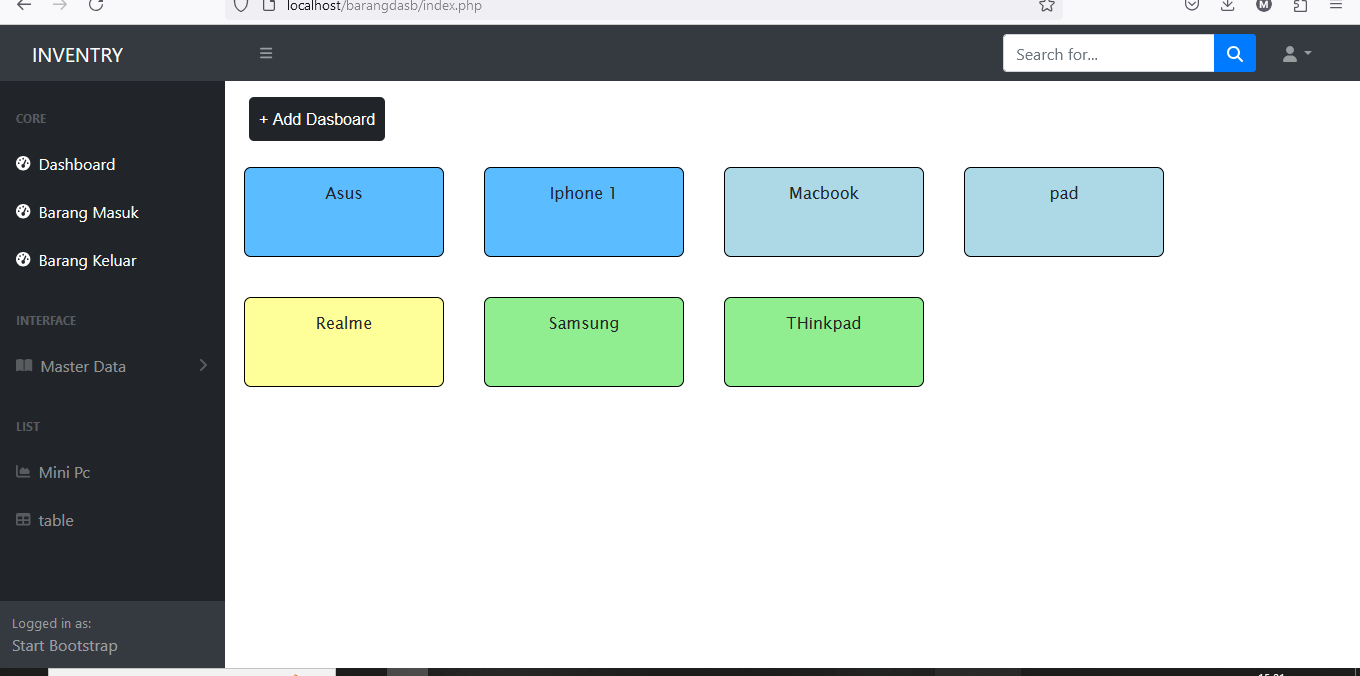 localhost/barangdasb/index.php
M
INVENTRY
Search for...
CORE
Dashboard
Barang Masuk
Barang Keluar
INTERFACE
Master Data
LIST
Mini Pc
table
Logged in as:
Start Bootstrap
+ Add Dasboard
Asus
Iphone 1
Macbook
pad
Realme
Samsung
THinkpad